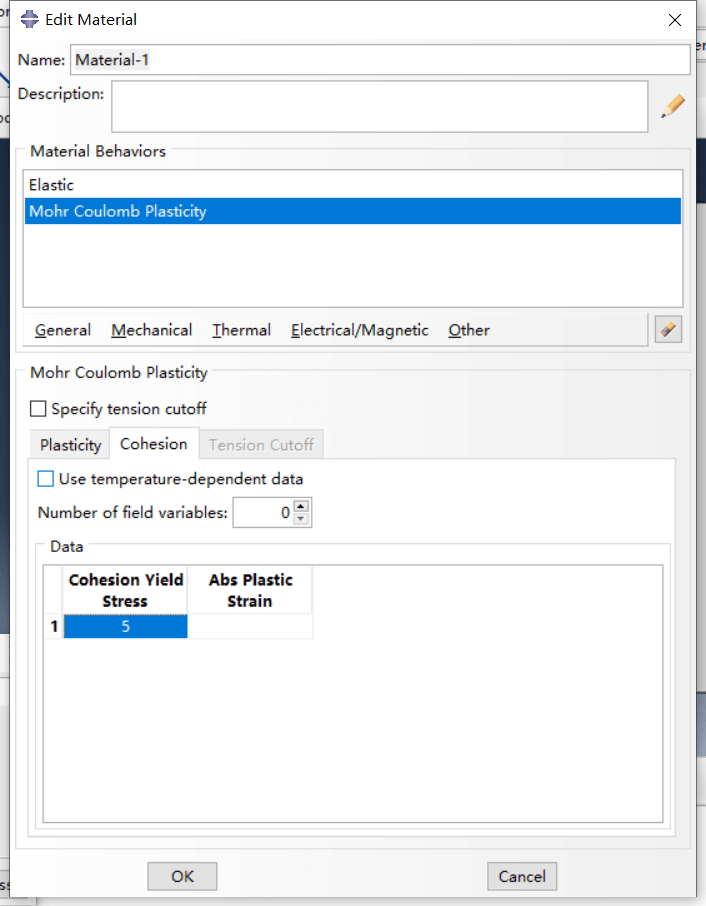 Edit Material
Name: Material-1
Description:
Material Behaviors
Elastic
Mohr Coulomb Plasticity
General Mechanical Thermal Electrical/Magnetic Other
Mohr Coulomb Plasticity
Specify tension cutoff
Plasticity Cohesion Tension Cutoff
Use temperature-dependent data
Number of field variables: 0
Data
Cohesion Yield Abs Plastic
Stress Strain
1 5
OK Cancel